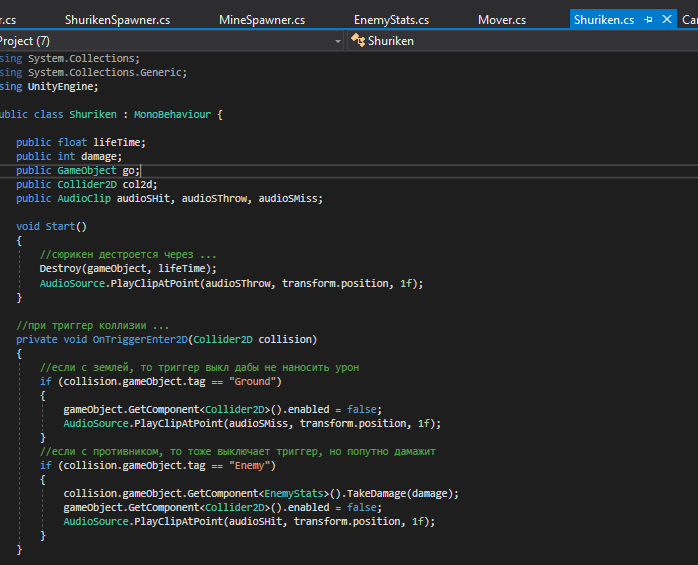 r.cs ShurikenSpawner.cs MineSpawner.cs EnemyStats.cs Mover.cs Shuriken.cs Car
Project (7) Shuriken
sing System.Collections;
sing System.Collections.Generic;
sing UnityEngine;
ublic class Shuriken : MonoBehaviour {
public float lifeTime;
public int damage;
public GameObject go;
public Collider2D col2d;
public AudioClip audioSHit, audioSThrow, audioSMiss;
void Start()
{
//сюрикен дестроется через ...
Destroy(gameObject, lifeTime);
AudioSource.PlayClipAtPoint(audioSThrow, transform.position, 1f);
}
//при триггер коллизии ...
private void OnTriggerEnter2D(Collider2D collision)
{
//если с землей, то триггер выкл дабы не наносить урон
if (collision.gameObject.tag == "Ground")
{
gameObject.GetComponent<Collider2D>().enabled = false;
AudioSource.PlayClipAtPoint(audioSMiss, transform.position, 1f);
}
//если с противником, то тоже выключает триггер, но попутно дамажит
if (collision.gameObject.tag == "Enemy")
{
collision.gameObject.GetComponent<EnemyStats>().TakeDamage(damage);
gameObject.GetComponent<Collider2D>().enabled = false;
AudioSource.PlayClipAtPoint(audioSHit, transform.position, 1f);
}
}